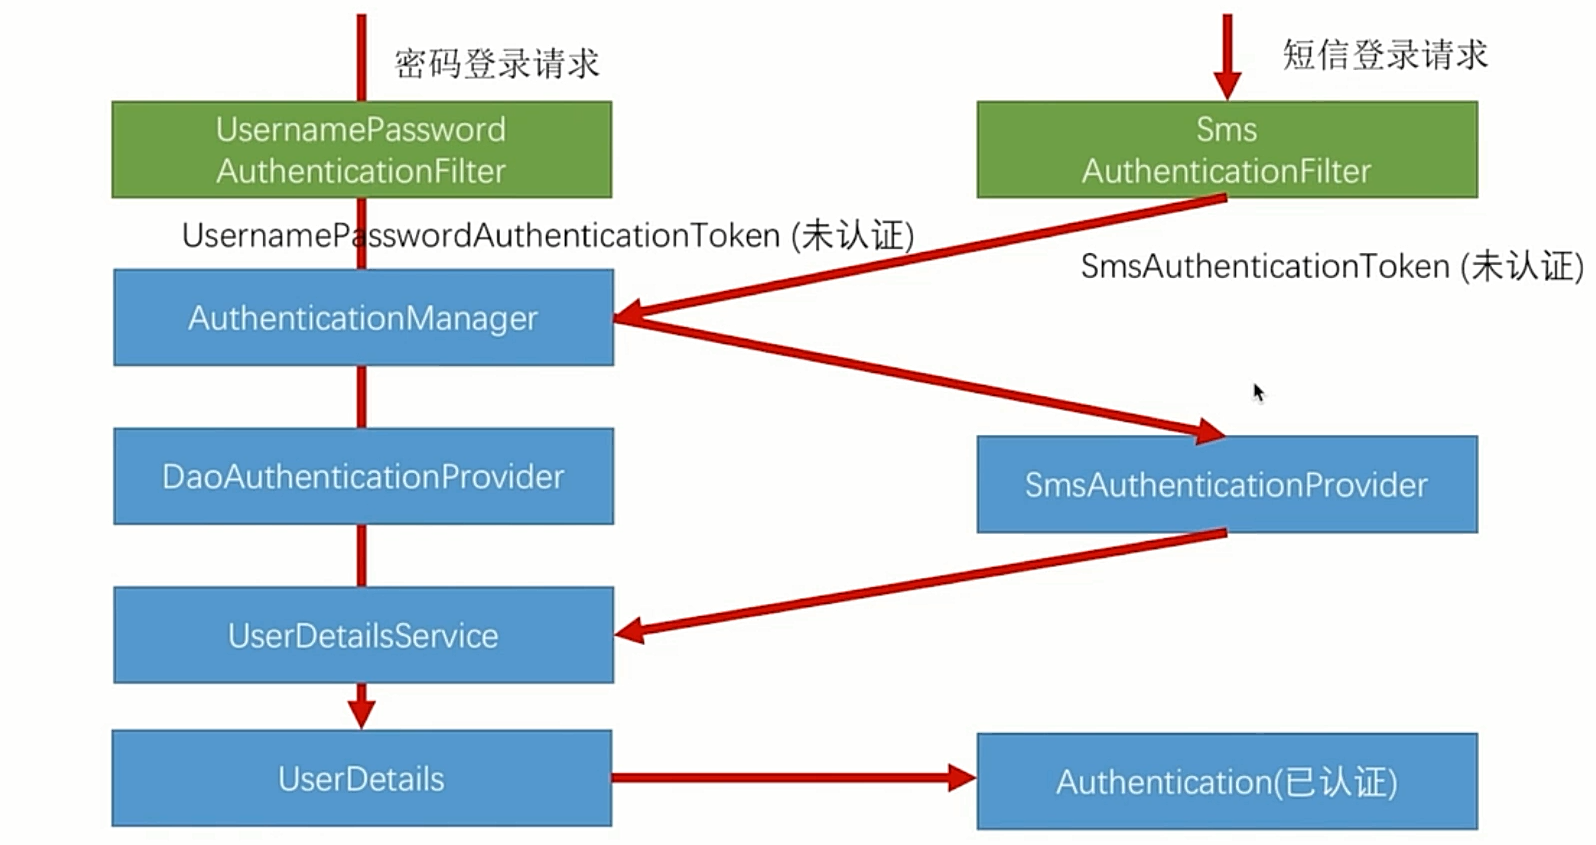 密码登录请求
短信登录请求
UsernamePassword
AuthenticationFilter
Sms
AuthenticationFilter
UsernamePasswordAuthenticationToken (未认证)
SmsAuthenticationToken (未认证)
AuthenticationManager
DaoAuthenticationProvider
SmsAuthenticationProvider
UserDetailsService
UserDetails
Authentication(已认证)